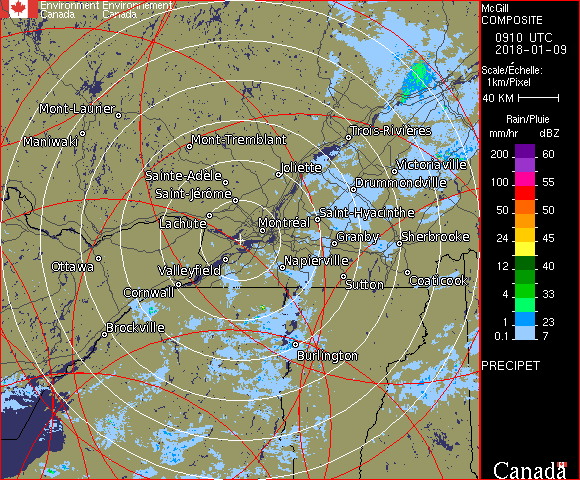 Environment Environnement
Canada Canada
McGill
COMPOSITE
0910 UTC
2018-01-09
Scale/Échelle:
1km/Pixel
40 KM
Rain/Pluie
mm/hr dBZ
200 60
150 57
100 55
50 50
24 45
12 40
4 33
1 23
0.1 7
PRECIPET
Mont-Laurier
Maniwaki
Mont-Tremblant
Trois-Rivières
Joliette
Victoriaville
Sainte-Adèle
Drummondville
Saint-Jérôme
Lachute
Saint-Hyacinthe
Montréal
Granby
Sherbrooke
Ottawa
Valleyfield
Napierville
Cornwall
Sutton
Coaticook
Brockville
Burlington
Canada